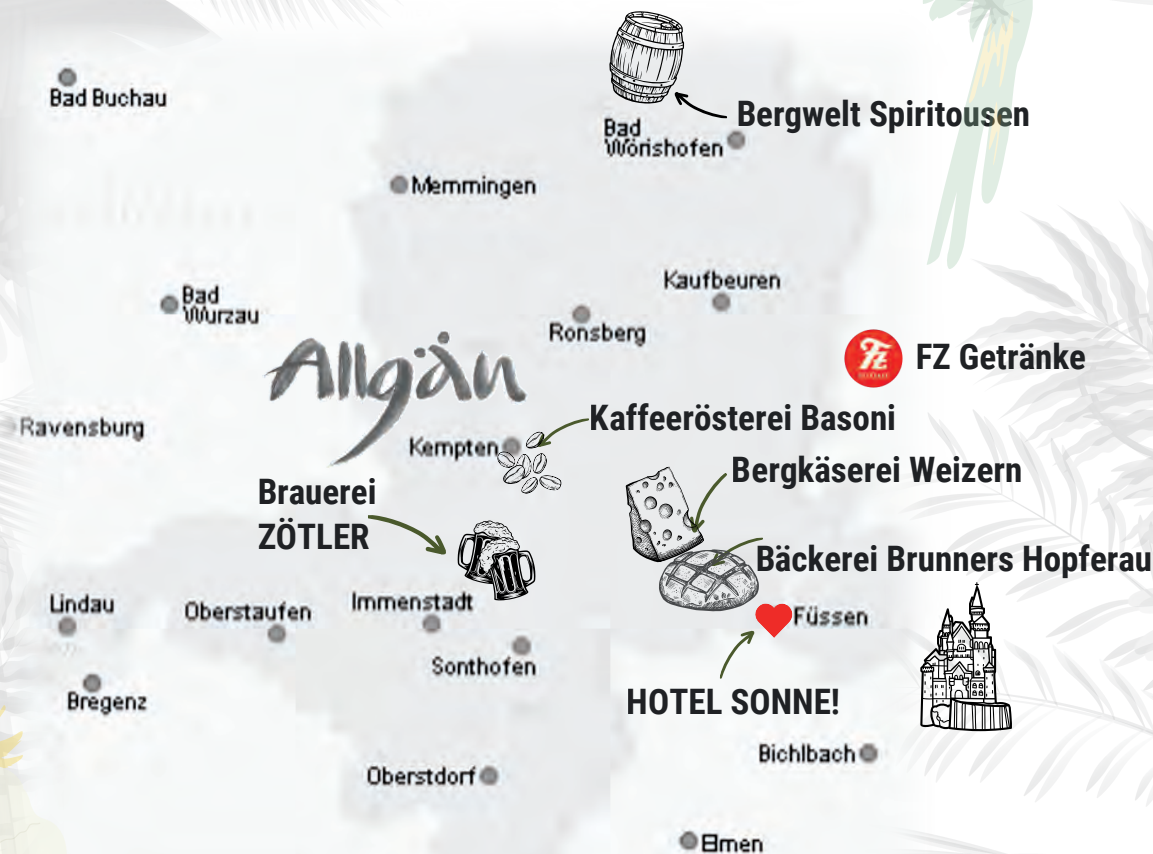 Bad Buchau
Bergwelt Spiritousen
Bad
Wörishofen
Memmingen
Kaufbeuren
Bad
Wurzau
Ronsberg
Allgäu
FZ
FZ Getränke
Ravensburg
Kaffeerösterei Basoni
Kempten
Bergkäserei Weizern
Brauerei
ZÖTLER
Bäckerei Brunners Hopferau
Lindau
Oberstaufen
Immenstadt
Füssen
Sonthofen
Bregenz
HOTEL SONNE!
Bichlbach
Oberstdorf
Elmen